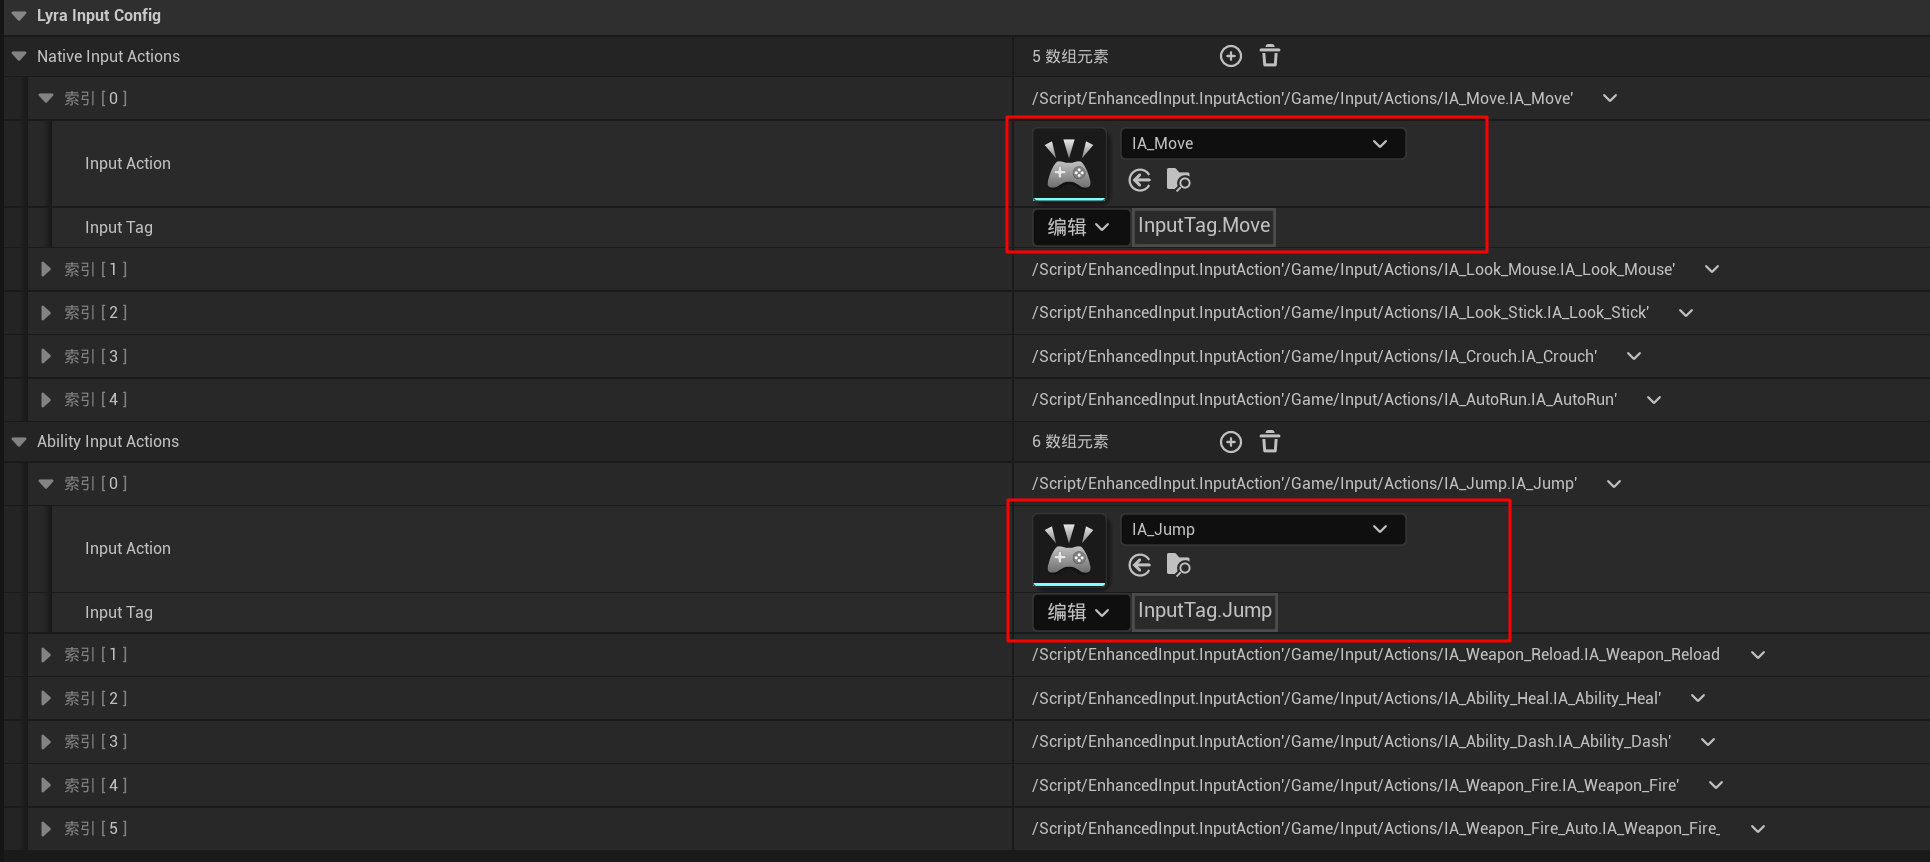 Lyra Input Config
Native Input Actions 5 数组元素
索引 [ 0 ] /Script/EnhancedInput.InputAction'/Game/Input/Actions/IA_Move.IA_Move'
IA_Move
Input Action
Input Tag 编辑 InputTag.Move
索引 [ 1 ] /Script/EnhancedInput.InputAction'/Game/Input/Actions/IA_Look_Mouse.IA_Look_Mouse'
索引 [ 2 ] /Script/EnhancedInput.InputAction'/Game/Input/Actions/IA_Look_Stick.IA_Look_Stick'
索引 [ 3 ] /Script/EnhancedInput.InputAction'/Game/Input/Actions/IA_Crouch.IA_Crouch'
索引 [ 4 ] /Script/EnhancedInput.InputAction'/Game/Input/Actions/IA_AutoRun.IA_AutoRun'
Ability Input Actions 6 数组元素
索引 [ 0 ] /Script/EnhancedInput.InputAction'/Game/Input/Actions/IA_Jump.IA_Jump'
IA_Jump
Input Action
Input Tag 编辑 InputTag.Jump
索引 [ 1 ] /Script/EnhancedInput.InputAction'/Game/Input/Actions/IA_Weapon_Reload.IA_Weapon_Reload
索引 [ 2 ] /Script/EnhancedInput.InputAction'/Game/Input/Actions/IA_Ability_Heal.IA_Ability_Heal'
索引 [ 3 ] /Script/EnhancedInput.InputAction'/Game/Input/Actions/IA_Ability_Dash.IA_Ability_Dash'
索引 [ 4 ] /Script/EnhancedInput.InputAction'/Game/Input/Actions/IA_Weapon_Fire.IA_Weapon_Fire'
索引 [ 5 ] /Script/EnhancedInput.InputAction'/Game/Input/Actions/IA_Weapon_Fire_Auto.IA_Weapon_Fire_